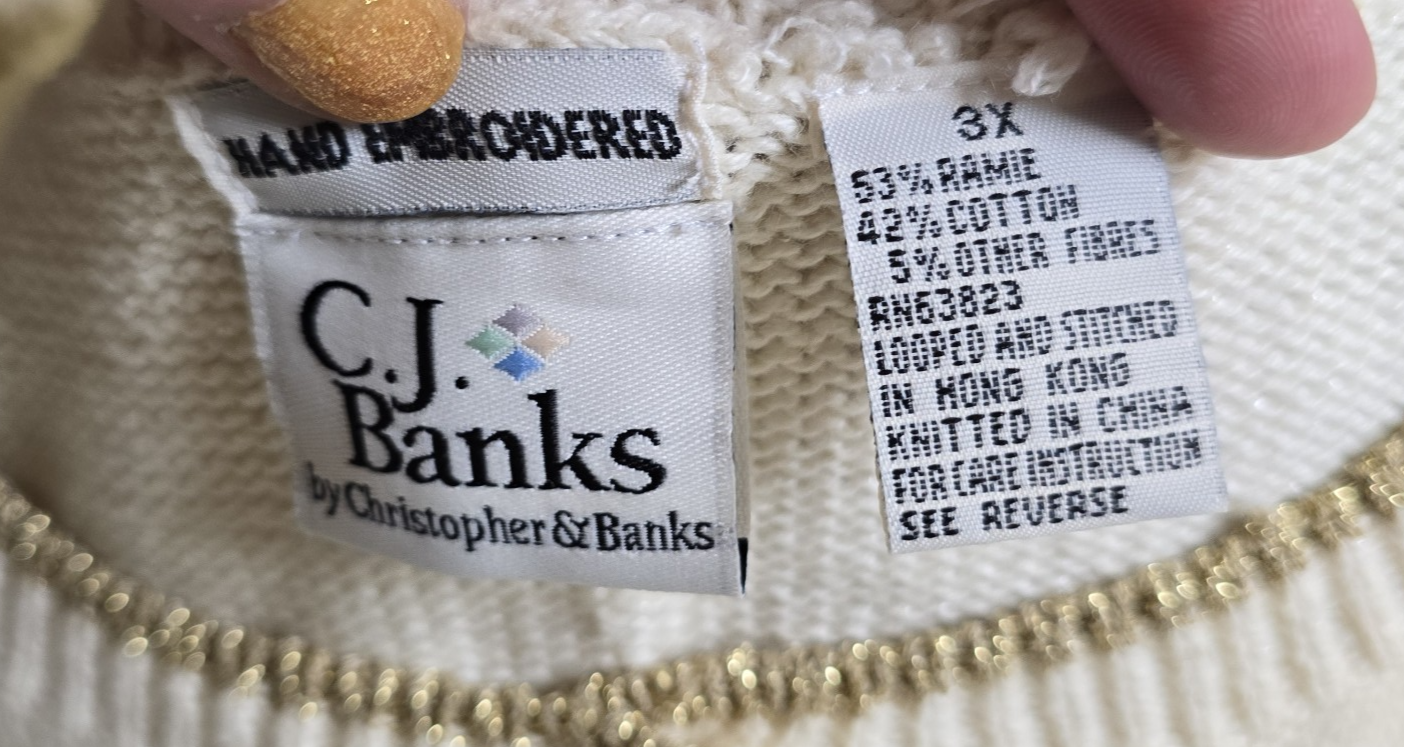 HAND EMBROIDERED
C.J.
Banks
by Christopher & Banks
3X
53% RAMIE
42% COTTON
5% OTHER FIBRES
RN63823
LOOPED AND STITCHED
IN HONG KONG
KNITTED IN CHINA
FOR CARE INSTRUCTION
SEE REVERSE